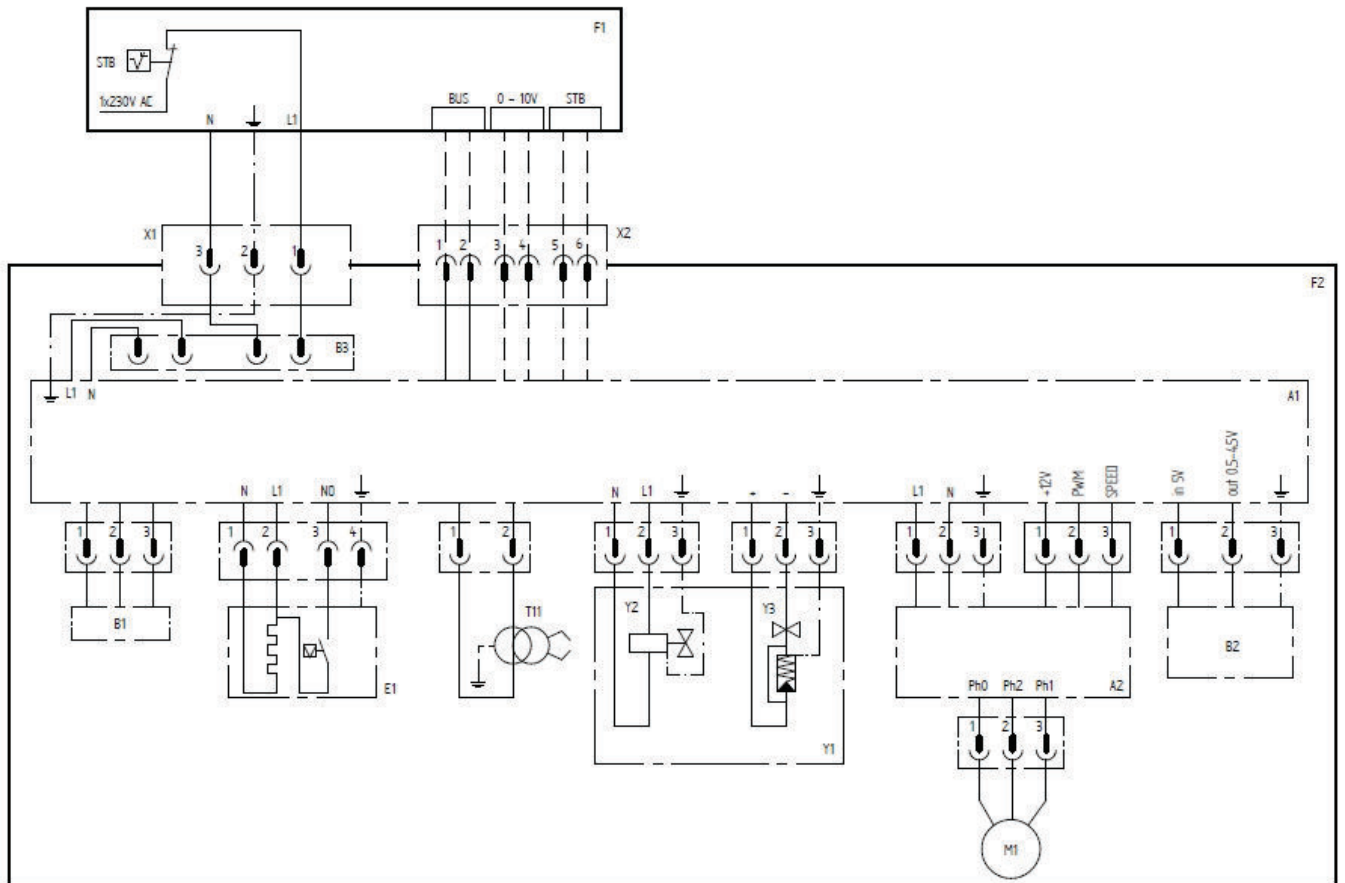 F1
STB
1x230V AC
N L1
BUS 0 - 10V STB
X1
3 2 1
1 2 3 4 5 6
X2
F2
B3
L1 N
A1
N L1 NO
N L1
+ -
L1 N
+12V
PWM
SPEED
in 5V
out 0.5-4.5V
1 2 3
1 2 3 4
1 2
1 2 3
1 2 3
1 2 3
1 2 3
1 2 3
B1
E1
T11
Y2
Y3
Y1
B2
Ph0 Ph2 Ph1
A2
1 2 3
M1